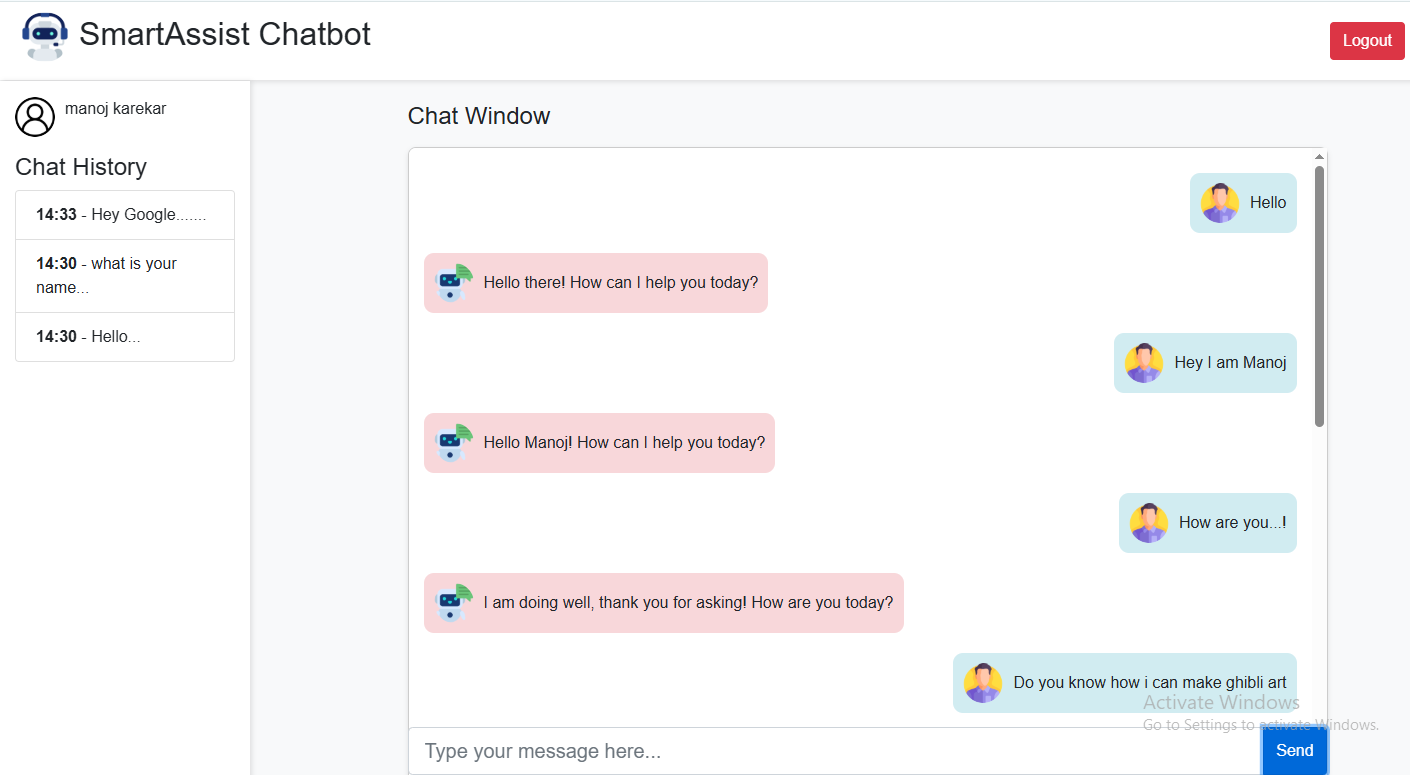 SmartAssist Chatbot
Logout
manoj karekar
Chat History
14:33 - Hey Google.......
14:30 - what is your
name...
14:30 - Hello...
Chat Window
Hello
Hello there! How can I help you today?
Hey I am Manoj
Hello Manoj! How can I help you today?
How are you...!
I am doing well, thank you for asking! How are you today?
Do you know how i can make ghibli art
Activate Windows
Go to Settings to activate Windows.
Type your message here...
Send